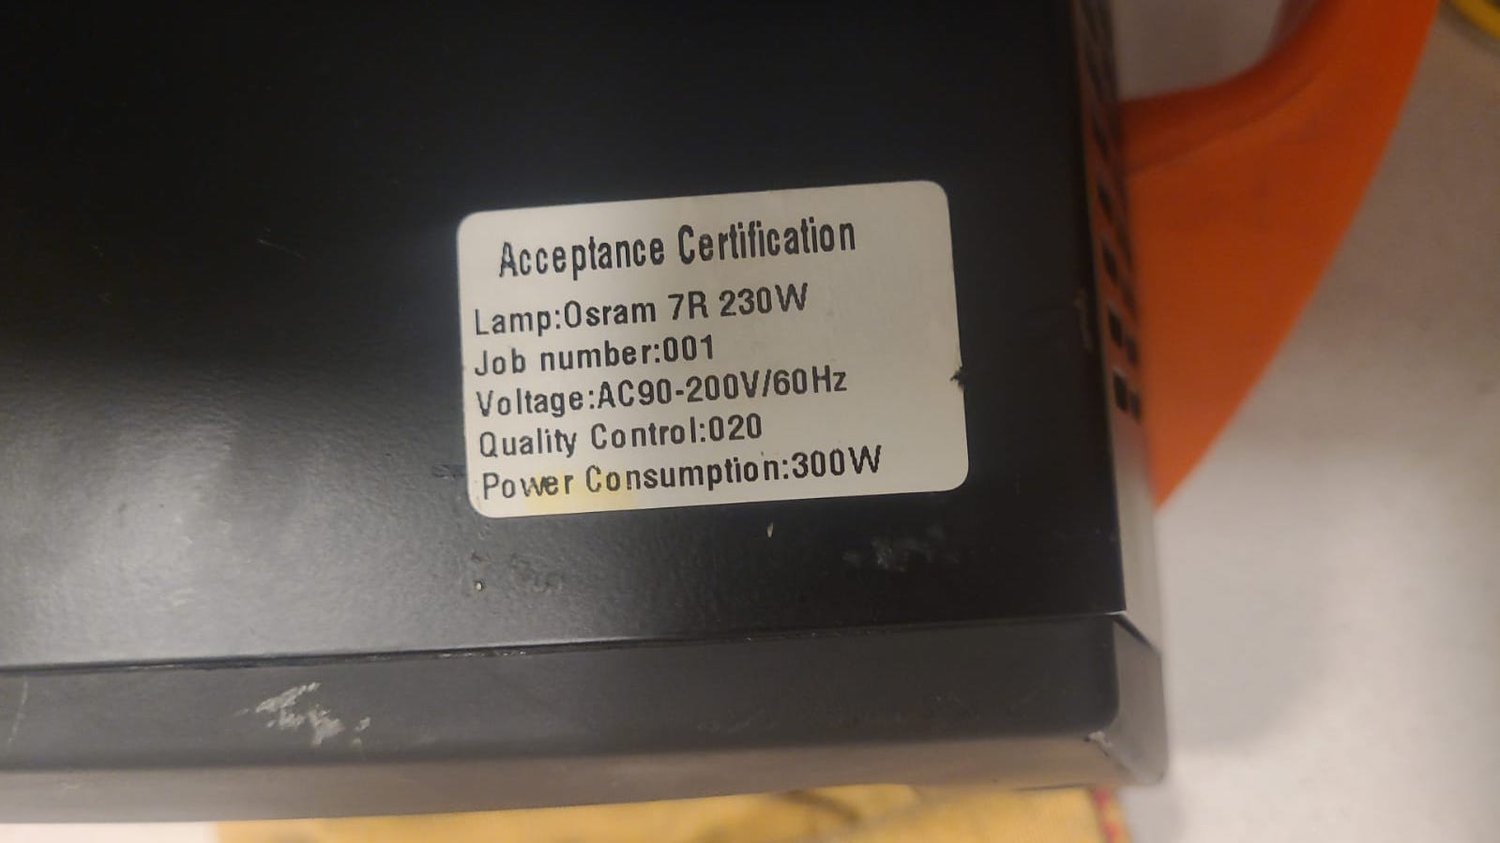 Acceptance Certification
Lamp:Osram 7R 230W
Job number:001
Voltage:AC90-200V/60Hz
Quality Control:020
Power Consumption:300W